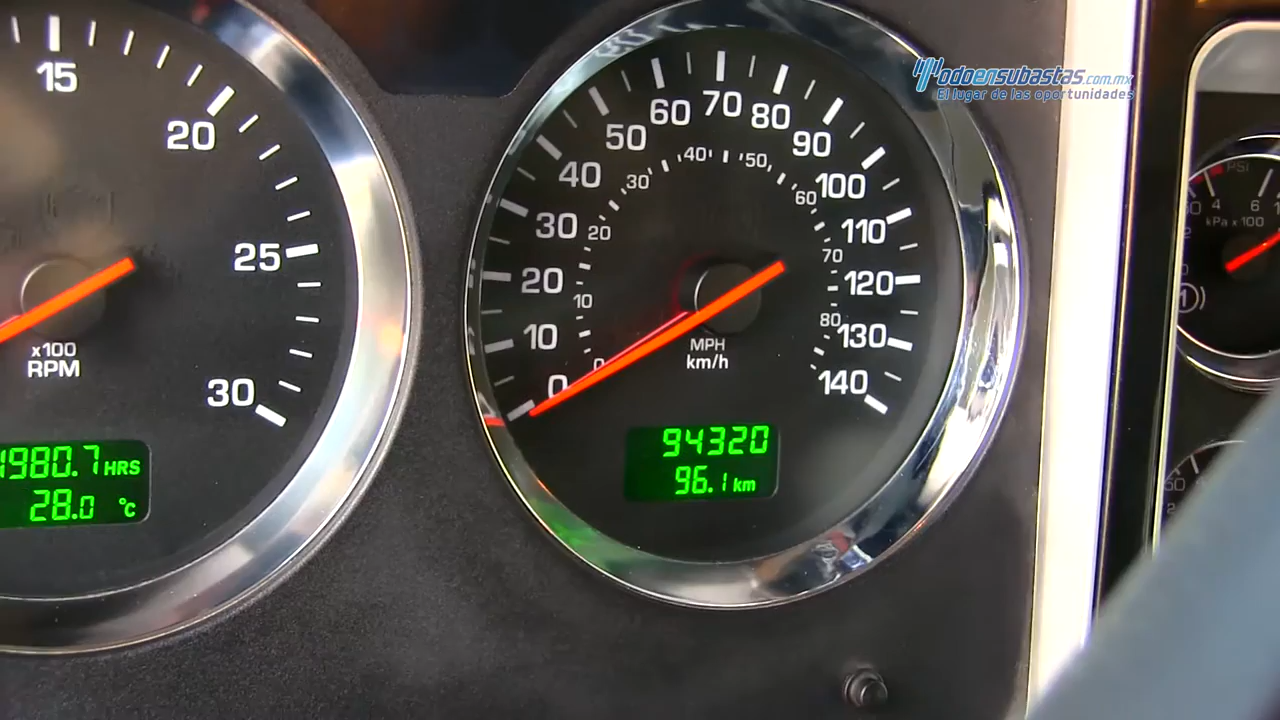 Todoensubastas.com.mx
El lugar de las oportunidades
15
20
25
30
x100
RPM
1980.7 HRS
28.0 °C
0
10
20
30
40
50
60
70
80
90
100
110
120
130
140
0
10
20
30
40
50
60
70
80
MPH
km/h
94320
96.1 km
PSI
4
6
kPa x 100